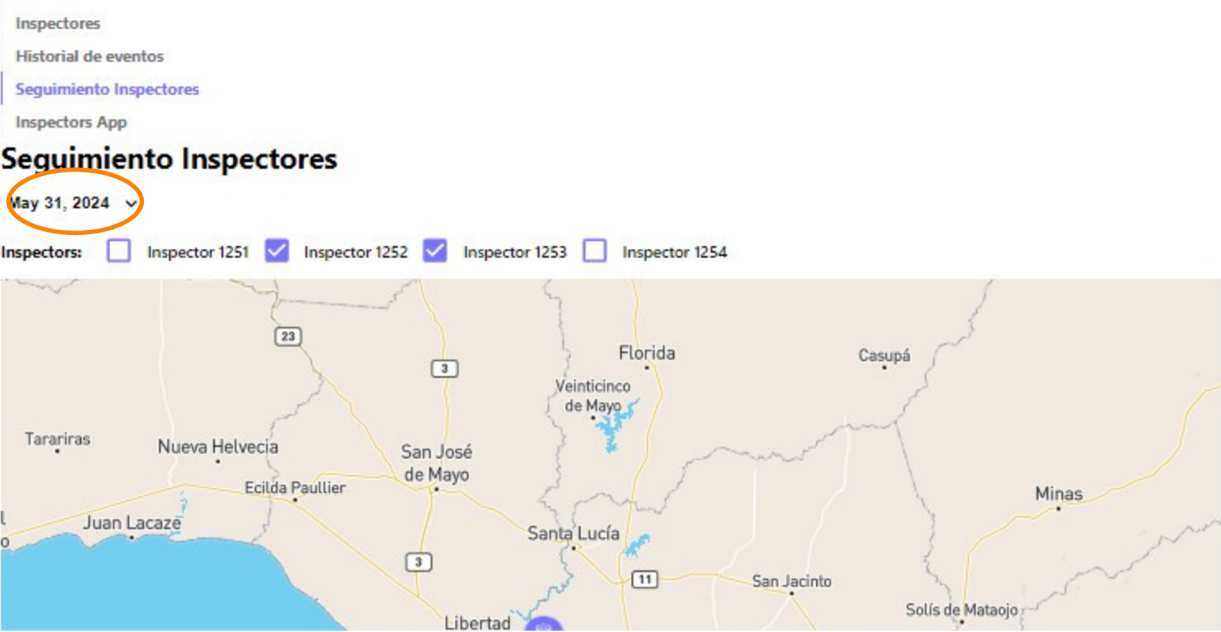 Inspectores
Historial de eventos
Seguimiento Inspectores
Inspectors App
Seguimiento Inspectores
May 31, 2024
Inspectors: Inspector 1251 Inspector 1252 Inspector 1253 Inspector 1254
23
Florida
Casupá
3
Veinticinco
de Mayo
Tarariras
Nueva Helvecia
San José
de Mayo
Ecilda Paullier
Minas
Juan Lacaze
Santa Lucía
3
11
San Jacinto
Solís de Mataojo
Libertad